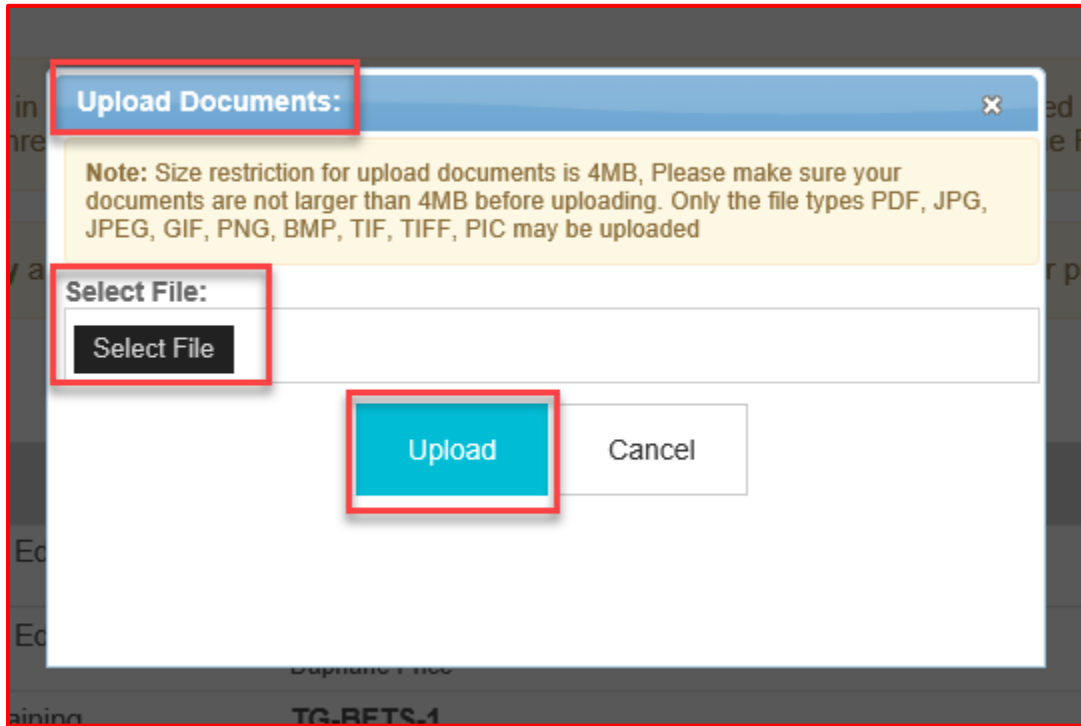 Upload Documents:
in
ed
e
Note: Size restriction for upload documents is 4MB, Please make sure your
documents are not larger than 4MB before uploading. Only the file types PDF, JPG,
JPEG, GIF, PNG, BMP, TIF, TIFF, PIC may be uploaded
Select File:
Select File
Upload Cancel
TG-BETS-1